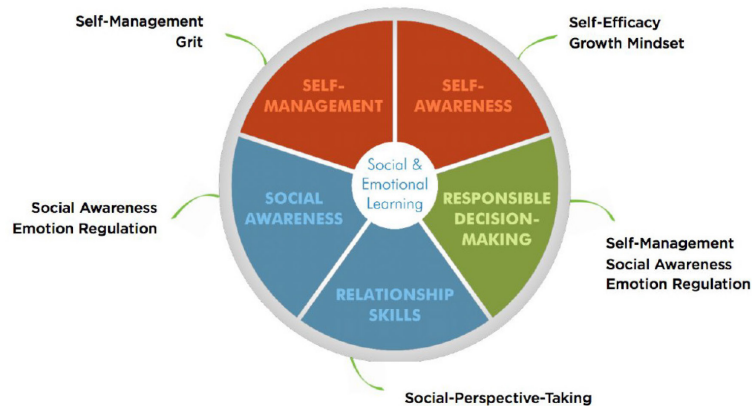 Self-Management
Grit
Self-Efficacy
Growth Mindset
SELF-
MANAGEMENT
SELF-
AWARENESS
Social &
Emotional
Learning
SOCIAL
AWARENESS
RESPONSIBLE
DECISION-
MAKING
RELATIONSHIP
SKILLS
Social Awareness
Emotion Regulation
Self-Management
Social Awareness
Emotion Regulation
Social-Perspective-Taking